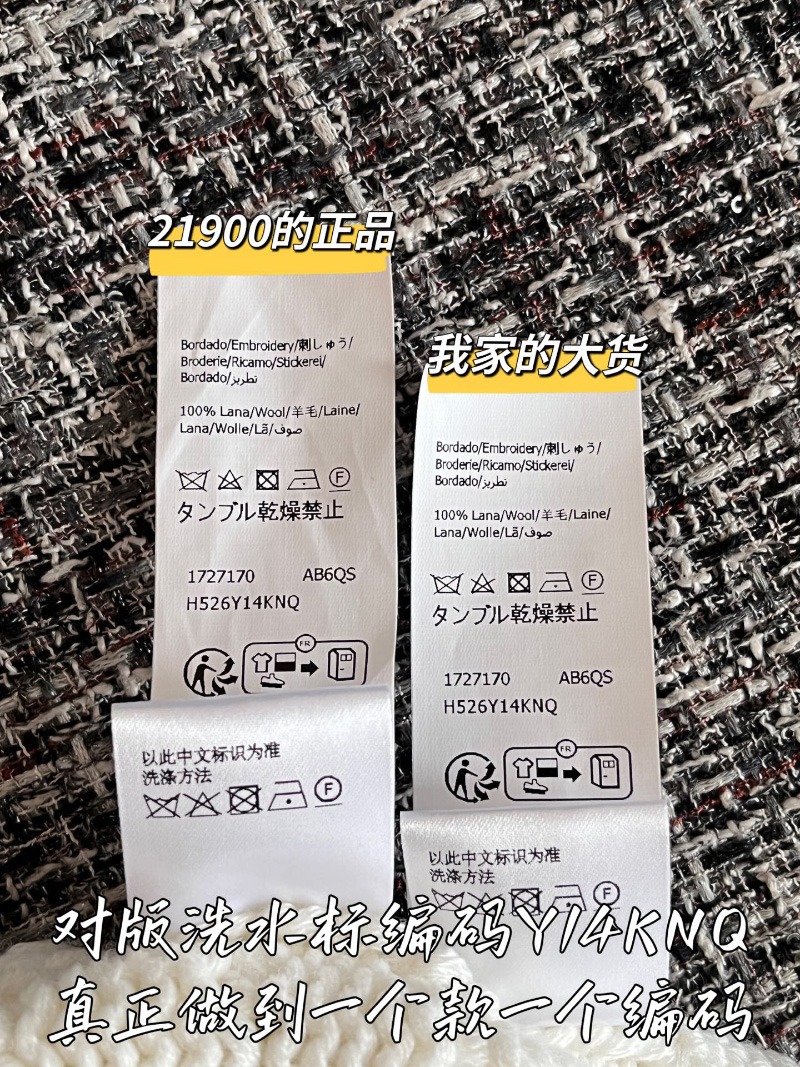 21900的正品
Bordado/Embroidery/刺しゅう/
Broderie/Ricamo/Stickerei/
Bordado/تطريز
100% Lana/Wool/羊毛/Laine/
Lana/Wolle/Lã/صوف
F
タンブル乾燥禁止
1727170 AB6QS
H526Y14KNQ
FR
以此中文标识为准
洗涤方法
F
我家的大货
Bordado/Embroidery/刺しゅう/
Broderie/Ricamo/Stickerei/
Bordado/تطريز
100% Lana/Wool/羊毛/Laine/
Lana/Wolle/Lã/صوف
F
タンブル乾燥禁止
1727170 AB6QS
H526Y14KNQ
FR
以此中文标识为准
洗涤方法
F
对版洗水标编码Y14KNQ
真正做到一个款一个编码